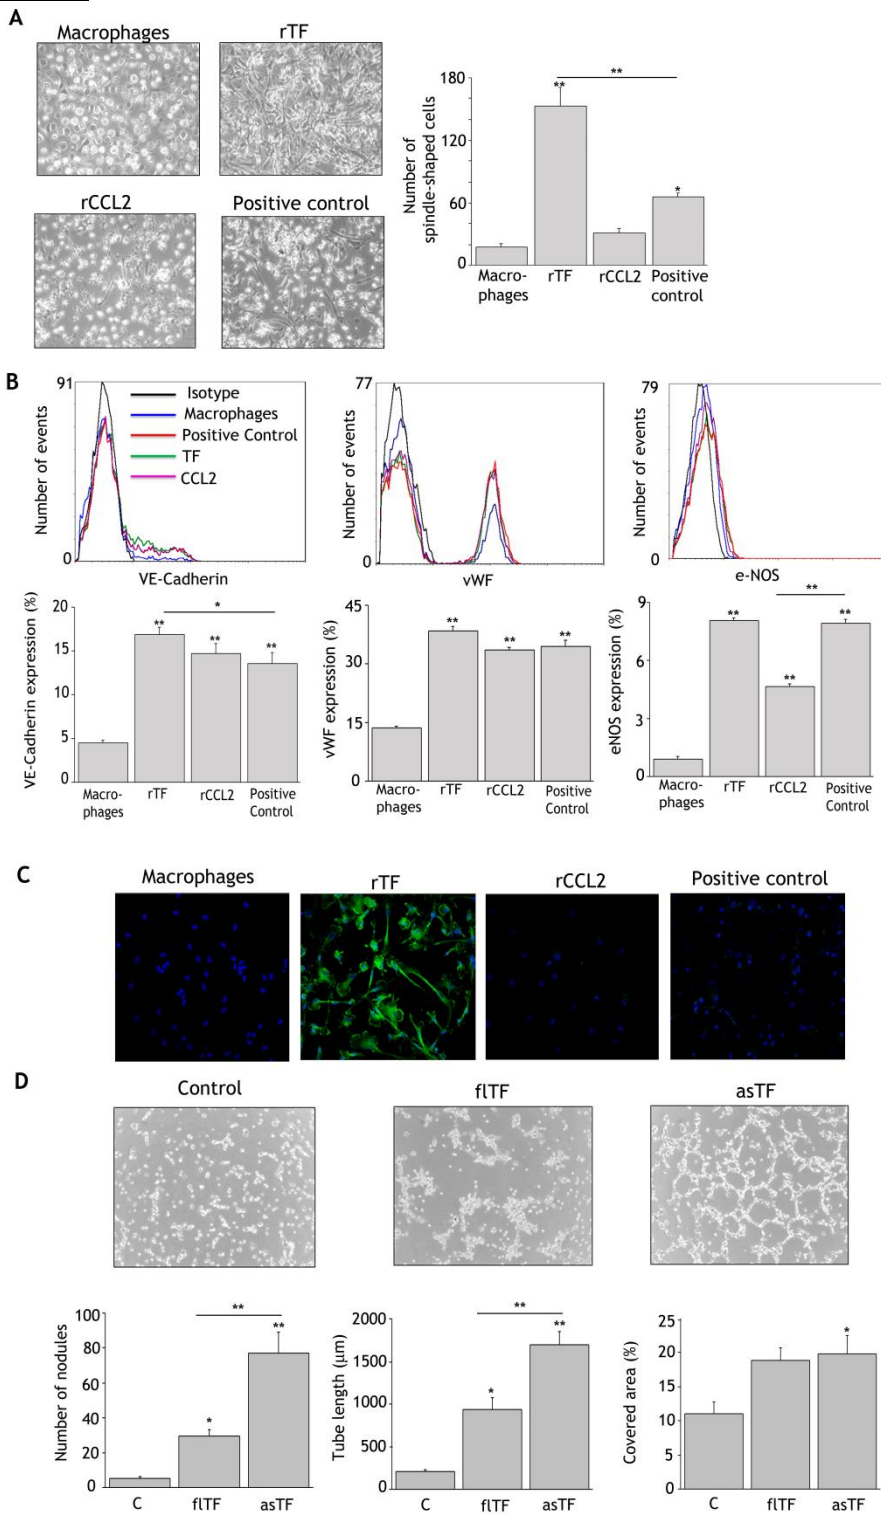 A
Macrophages
rTF
rCCL2
Positive control
Number of
spindle-shaped cells
180
120
60
0
**
**
*
Macro-
phages
rTF
rCCL2
Positive
control
B
91
0
Number of events
Isotype
Macrophages
Positive Control
TF
CCL2
VE-Cadherin
77
0
Number of events
vWF
79
0
Number of events
e-NOS
VE-Cadherin expression (%)
20
15
10
5
0
*
**
**
**
Macro-
phages
rTF
rCCL2
Positive
Control
vWF expression (%)
45
30
15
0
**
**
**
Macro-
phages
rTF
rCCL2
Positive
Control
eNOS expression (%)
9
6
3
0
**
**
**
**
Macro-
phages
rTF
rCCL2
Positive
Control
C
Macrophages
rTF
rCCL2
Positive control
D
Control
flTF
asTF
Number of nodules
100
80
60
40
20
0
**
**
*
C
flTF
asTF
Tube length (µm)
2000
1500
1000
500
0
**
**
*
C
flTF
asTF
Covered area (%)
25
20
15
10
5
0
*
C
flTF
asTF